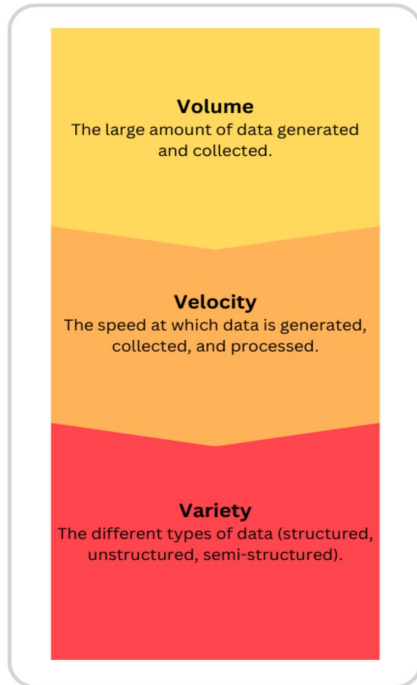 Volume
The large amount of data generated
and collected.
Velocity
The speed at which data is generated,
collected, and processed.
Variety
The different types of data (structured,
unstructured, semi-structured).